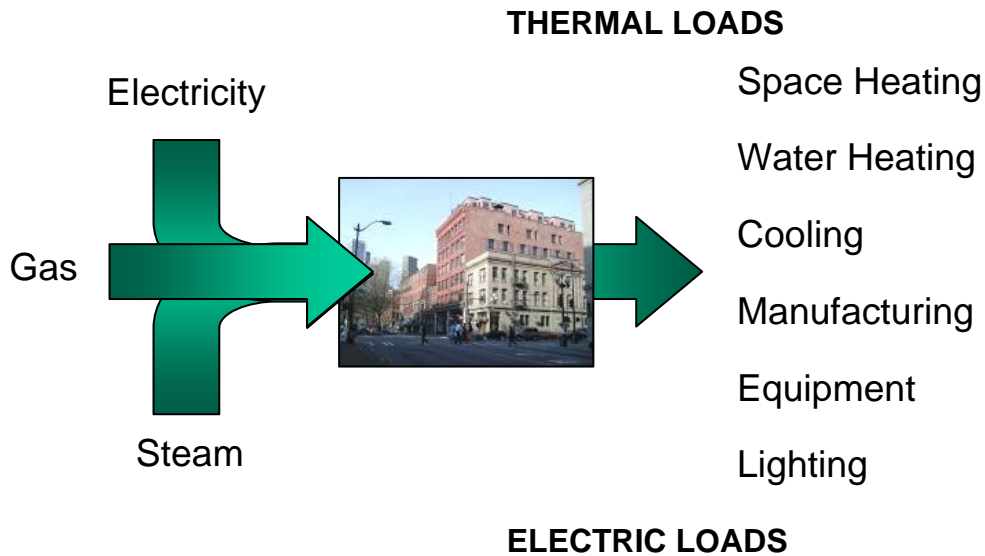 THERMAL LOADS
Electricity
Gas
Steam
Space Heating
Water Heating
Cooling
Manufacturing
Equipment
Lighting
ELECTRIC LOADS